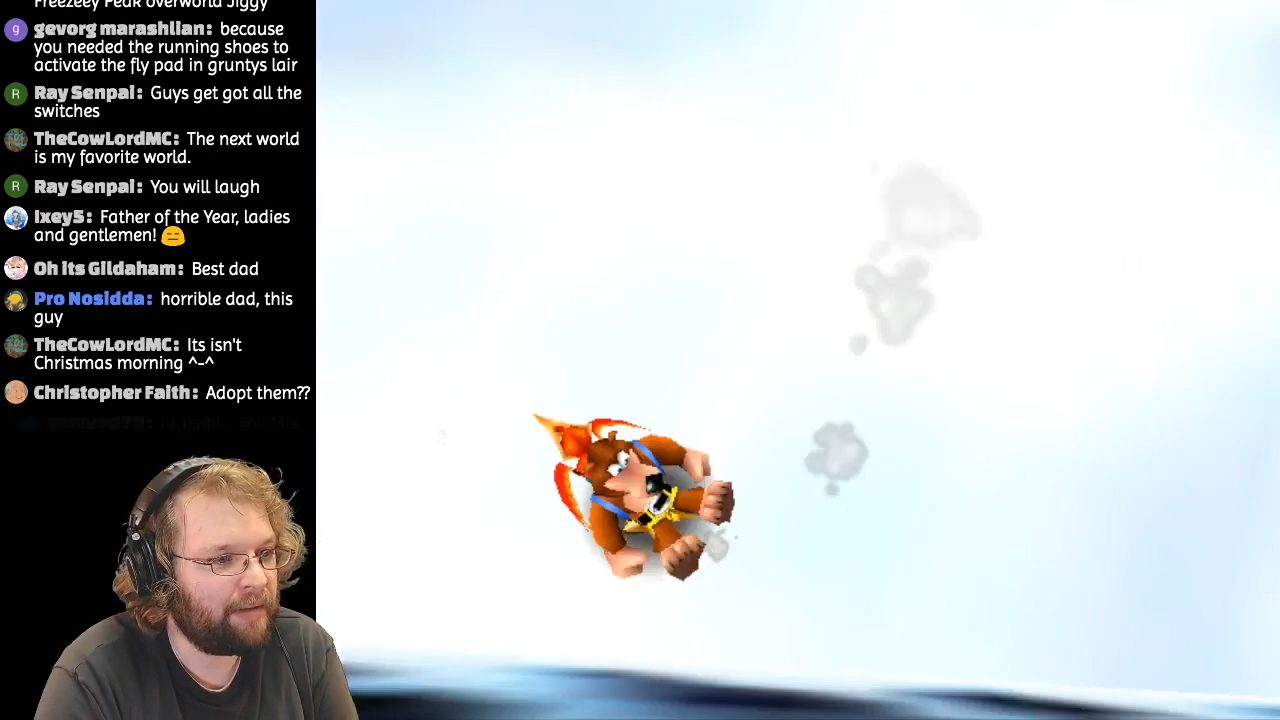 Freezeey Peak overworld Jiggy
gevorg marashlian: because
you needed the running shoes to
activate the fly pad in gruntys lair
Ray Senpai: Guys get got all the
switches
TheCowLordMC: The next world
is my favorite world.
Ray Senpai: You will laugh
Ixey5: Father of the Year, ladies
and gentlemen! 😑
Oh its Gildaham: Best dad
Pro Nosidda: horrible dad, this
guy
TheCowLordMC: Its isn't
Christmas morning ^-^
Christopher Faith: Adopt them??